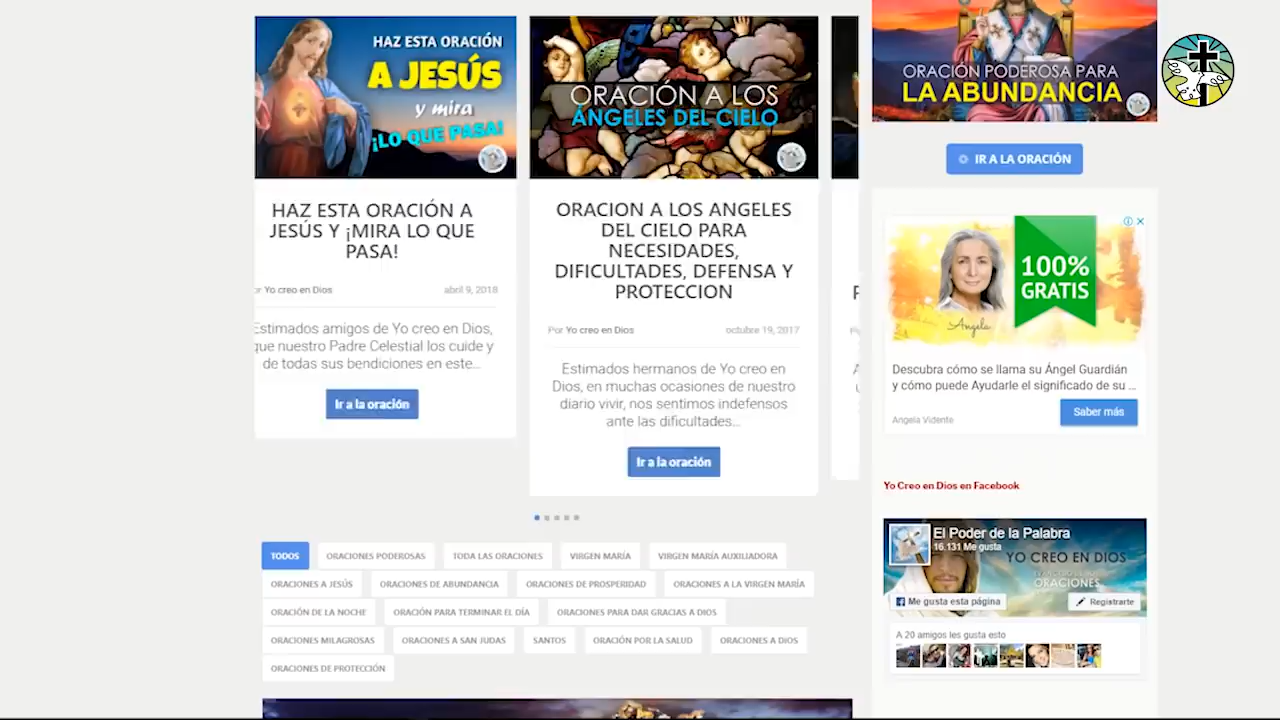 HAZ ESTA ORACIÓN
A JESÚS
y mira
¡LO QUE PASA!
HAZ ESTA ORACIÓN A
JESÚS Y ¡MIRA LO QUE
PASA!
Yo creo en Dios
abril 9, 2018
Estimados amigos de Yo creo en Dios,
que nuestro Padre Celestial los cuide y
de todas sus bendiciones en este...
Ir a la oración
ORACIÓN A LOS
ÁNGELES DEL CIELO
ORACION A LOS ANGELES
DEL CIELO PARA
NECESIDADES,
DIFICULTADES, DEFENSA Y
PROTECCION
Por Yo creo en Dios
octubre 19, 2017
Estimados hermanos de Yo creo en
Dios, en muchas ocasiones de nuestro
diario vivir, nos sentimos indefensos
ante las dificultades...
Ir a la oración
TODOS
ORACIONES PODEROSAS
TODA LAS ORACIONES
VIRGEN MARÍA
VIRGEN MARÍA AUXILIADORA
ORACIONES A JESÚS
ORACIONES DE ABUNDANCIA
ORACIONES DE PROSPERIDAD
ORACIONES A LA VIRGEN MARÍA
ORACIÓN DE LA NOCHE
ORACIÓN PARA TERMINAR EL DÍA
ORACIONES PARA DAR GRACIAS A DIOS
ORACIONES MILAGROSAS
ORACIONES A SAN JUDAS
SANTOS
ORACIÓN POR LA SALUD
ORACIONES A DIOS
ORACIONES DE PROTECCIÓN
ORACIÓN PODEROSA PARA
LA ABUNDANCIA
IR A LA ORACIÓN
100%
GRATIS
Angela
Descubra cómo se llama su Ángel Guardián
y cómo puede Ayudarle el significado de su ...
Angela Vidente
Saber más
Yo Creo en Dios en Facebook
El Poder de la Palabra
16.131 Me gusta
YO CREO EN DIOS
ORACIONES
Me gusta esta página
Registrarte
A 20 amigos les gusta esto